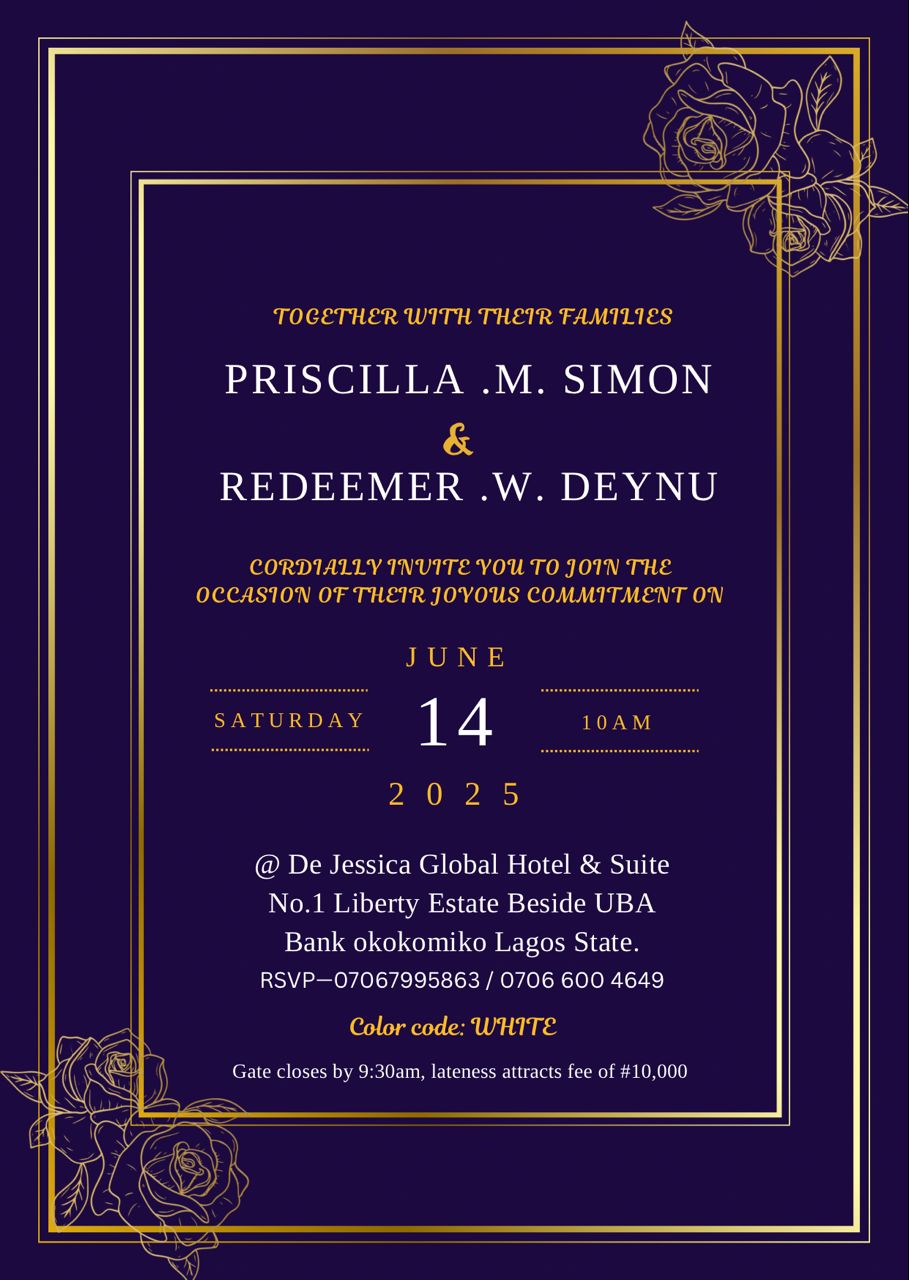 TOGETHER WITH THEIR FAMILIES
PRISCILLA .M. SIMON
&
REDEEMER .W. DEYNU
CORDIALLY INVITE YOU TO JOIN THE
OCCASION OF THEIR JOYOUS COMMITMENT ON
JUNE
SATURDAY 14 10AM
2025
@ De Jessica Global Hotel & Suite
No.1 Liberty Estate Beside UBA
Bank okokomiko Lagos State.
RSVP—07067995863 / 0706 600 4649
Color code: WHITE
Gate closes by 9:30am, lateness attracts fee of #10,000